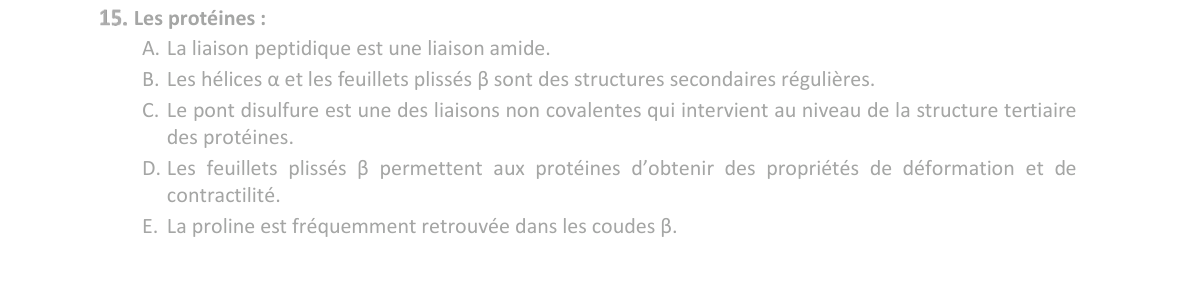 15. Les protéines :
A. La liaison peptidique est une liaison amide.
B. Les hélices α et les feuillets plissés β sont des structures secondaires régulières.
C. Le pont disulfure est une des liaisons non covalentes qui intervient au niveau de la structure tertiaire
des protéines.
D. Les feuillets plissés β permettent aux protéines d’obtenir des propriétés de déformation et de
contractilité.
E. La proline est fréquemment retrouvée dans les coudes β.